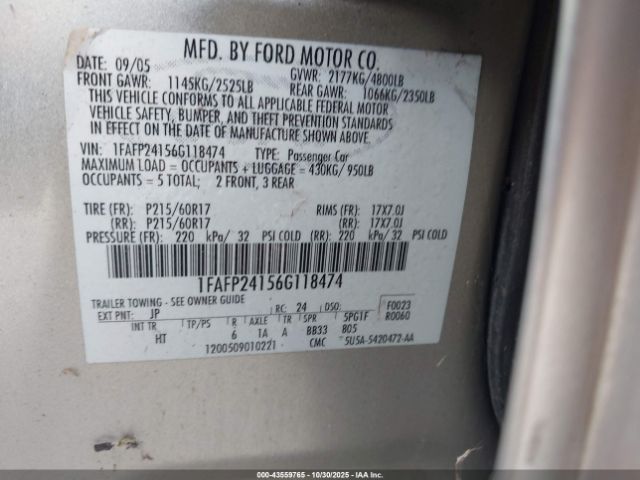 MFD. BY FORD MOTOR CO.
DATE: 09/05 GVWR: 2177KG/4800LB
FRONT GAWR: 1145KG/2525LB REAR GAWR: 1066KG/2350LB
THIS VEHICLE CONFORMS TO ALL APPLICABLE FEDERAL MOTOR
VEHICLE SAFETY, BUMPER, AND THEFT PREVENTION STANDARDS
IN EFFECT ON THE DATE OF MANUFACTURE SHOWN ABOVE.
VIN: 1FAFP24156G118474 TYPE: Passenger Car
MAXIMUM LOAD = OCCUPANTS + LUGGAGE = 430KG/ 950LB
OCCUPANTS = 5 TOTAL; 2 FRONT, 3 REAR
TIRE (FR): P215/60R17 RIMS (FR): 17X7.0J
(RR): P215/60R17 (RR): 17X7.0J
PRESSURE (FR): 220 kPa/ 32 PSI COLD (RR): 220 kPa/ 32 PSI COLD
1FAFP24156G118474
TRAILER TOWING - SEE OWNER GUIDE
EXT PNT: JP RC: 24 DSO: F0023
R0060
INT TR TP/PS R AXLE TR SPR 5PG1F
HT 6 1A A BB33 B05
1200509010221 CMC 5U5A-5420472-AA
000-43559765 10/30/2025 IAA Inc.